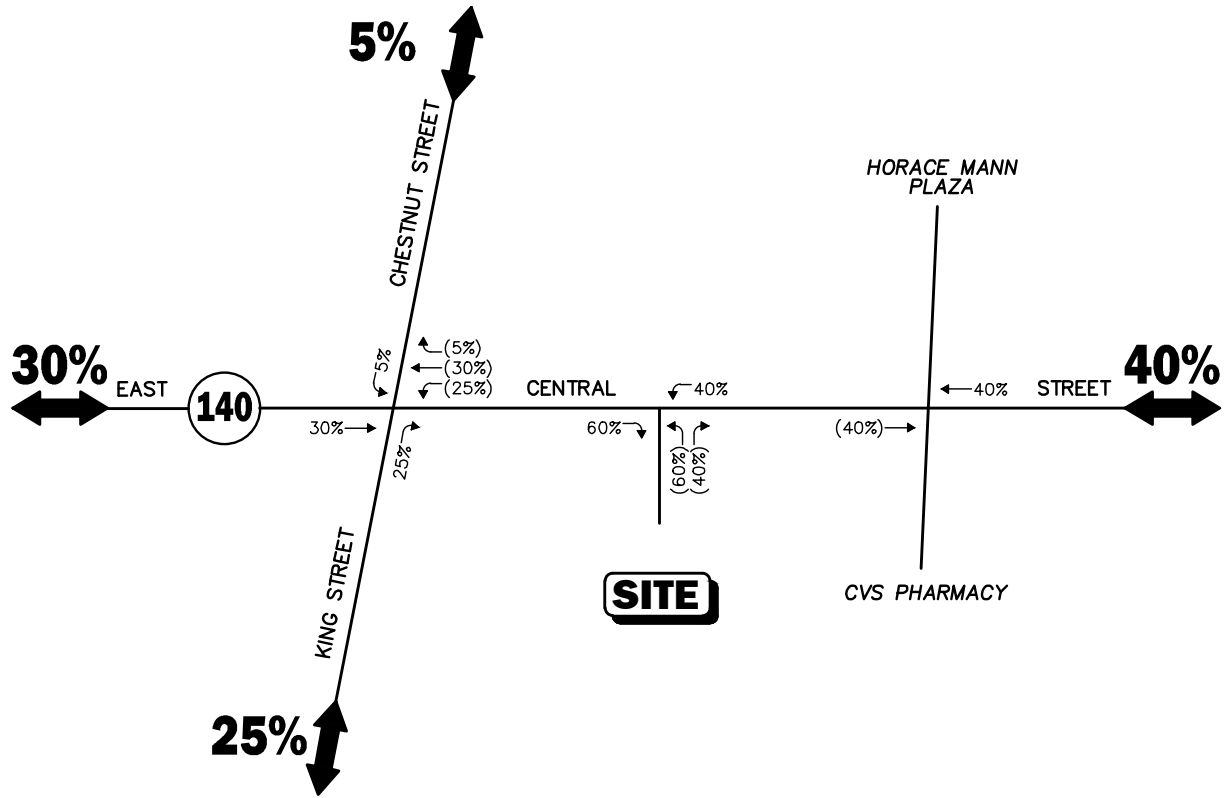 5%
CHESTNUT STREET
HORACE MANN
PLAZA
30%
EAST
140
5%
(5%)
(30%)
(25%)
CENTRAL
40%
40%
STREET
40%
30%
25%
60%
(60%)
(40%)
(40%)
KING STREET
SITE
CVS PHARMACY
25%